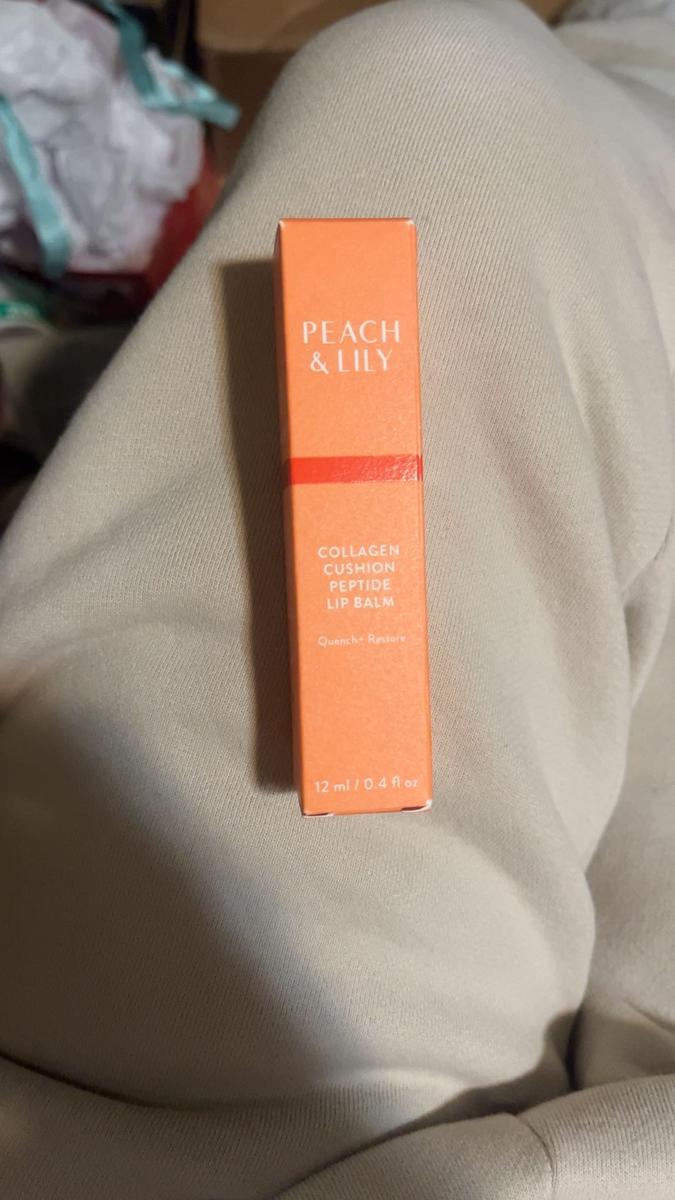 PEACH
& LILY
COLLAGEN
CUSHION
PEPTIDE
LIP BALM
Quench+ Restore
12 ml / 0.4 fl oz